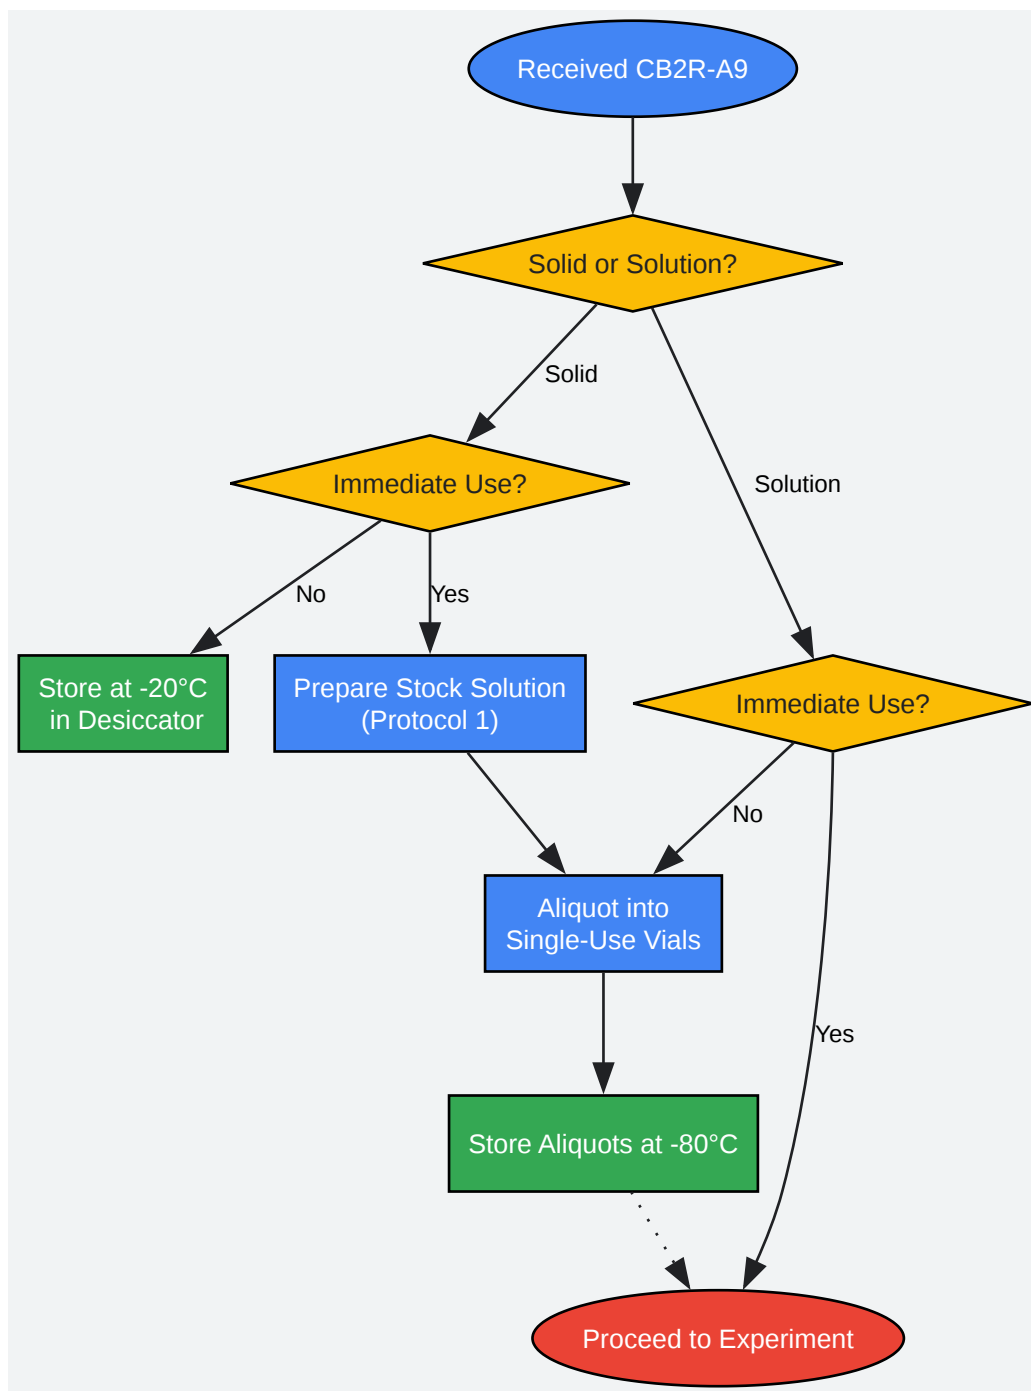 Received CB2R-A9
Solid or Solution?
Solid
Immediate Use?
Solution
No
Yes
Store at -20°C
in Desiccator
Prepare Stock Solution
(Protocol 1)
Immediate Use?
No
Aliquot into
Single-Use Vials
Yes
Store Aliquots at -80°C
Proceed to Experiment